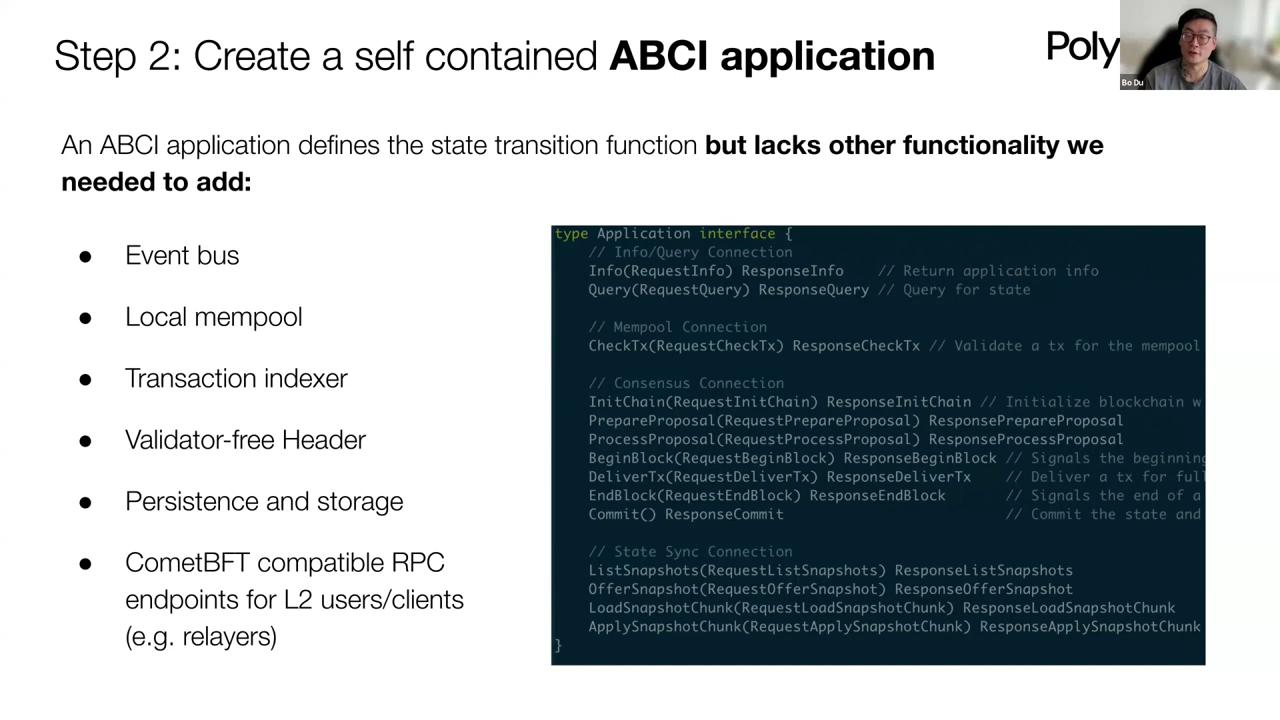 Step 2: Create a self contained ABCI application
Poly
Bo Du
An ABCI application defines the state transition function but lacks other functionality we
needed to add:
● Event bus
● Local mempool
● Transaction indexer
● Validator-free Header
● Persistence and storage
● CometBFT compatible RPC
endpoints for L2 users/clients
(e.g. relayers)
type Application interface {
// Info/Query Connection
Info(RequestInfo) ResponseInfo // Return application info
Query(RequestQuery) ResponseQuery // Query for state
// Mempool Connection
CheckTx(RequestCheckTx) ResponseCheckTx // Validate a tx for the mempool
// Consensus Connection
InitChain(RequestInitChain) ResponseInitChain // Initialize blockchain w
PrepareProposal(RequestPrepareProposal) ResponsePrepareProposal
ProcessProposal(RequestProcessProposal) ResponseProcessProposal
BeginBlock(RequestBeginBlock) ResponseBeginBlock // Signals the beginning
DeliverTx(RequestDeliverTx) ResponseDeliverTx // Deliver a tx for ful
EndBlock(RequestEndBlock) ResponseEndBlock // Signals the end of a
Commit() ResponseCommit // Commit the state and
// State Sync Connection
ListSnapshots(RequestListSnapshots) ResponseListSnapshots
OfferSnapshot(RequestOfferSnapshot) ResponseOfferSnapshot
LoadSnapshotChunk(RequestLoadSnapshotChunk) ResponseLoadSnapshotChunk
ApplySnapshotChunk(RequestApplySnapshotChunk) ResponseApplySnapshotChunk
}